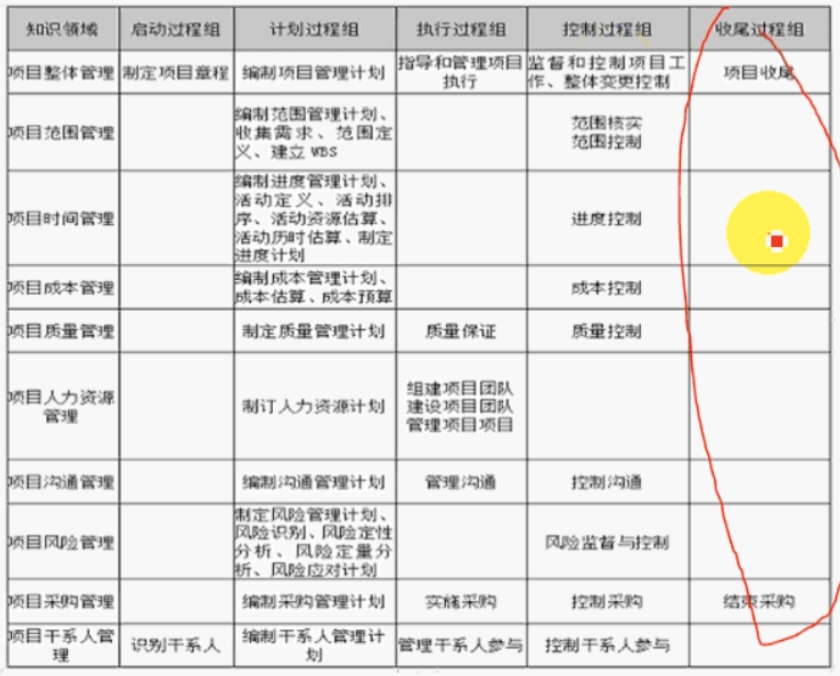 知识领域 启动过程组 计划过程组 执行过程组 控制过程组 收尾过程组
项目整体管理 制定项目章程 编制项目管理计划 指导和管理项目 监督和控制项目工 项目收尾
执行 作、整体变更控制
项目范围管理 编制范围管理计划、 范围核实
收集需求、范围定 范围控制
义、建立 WBS
项目时间管理 编制进度管理计划、 进度控制
活动定义、活动排
序、活动资源估算、
活动历时估算、制定
进度计划
项目成本管理 编制成本管理计划、 成本控制
成本估算、成本预算
项目质量管理 制定质量管理计划 质量保证 质量控制
项目人力资源 制订人力资源计划 组建项目团队
管理 建设项目团队
管理项目项目
项目沟通管理 编制沟通管理计划 管理沟通 控制沟通
项目风险管理 制定风险管理计划、 风险监督与控制
风险识别、风险定性
分析、风险定量分
析、风险应对计划
项目采购管理 编制采购管理计划 实施采购 控制采购 结束采购
项目干系人管 识别干系人 编制干系人管理计 管理干系人参与 控制干系人参与
理 划